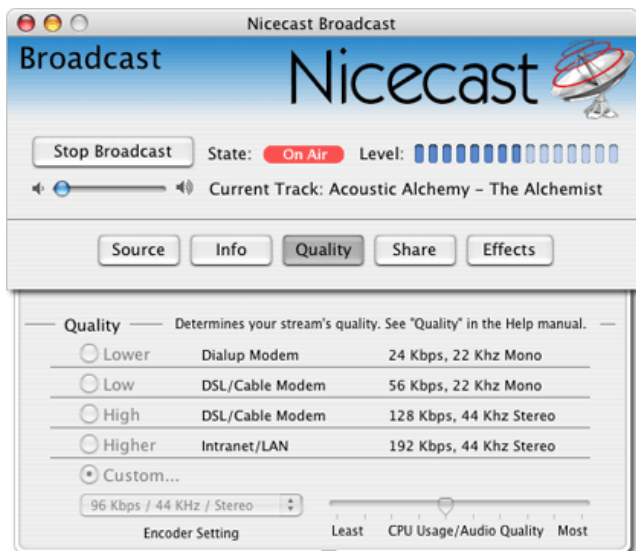 Nicecast Broadcast
Broadcast
Nicecast
Stop Broadcast State: On Air Level:
Current Track: Acoustic Alchemy – The Alchemist
Source Info Quality Share Effects
Quality Determines your stream's quality. See "Quality" in the Help manual.
Lower Dialup Modem 24 Kbps, 22 Khz Mono
Low DSL/Cable Modem 56 Kbps, 22 Khz Mono
High DSL/Cable Modem 128 Kbps, 44 Khz Stereo
Higher Intranet/LAN 192 Kbps, 44 Khz Stereo
Custom...
96 Kbps / 44 KHz / Stereo
Encoder Setting Least CPU Usage/Audio Quality Most